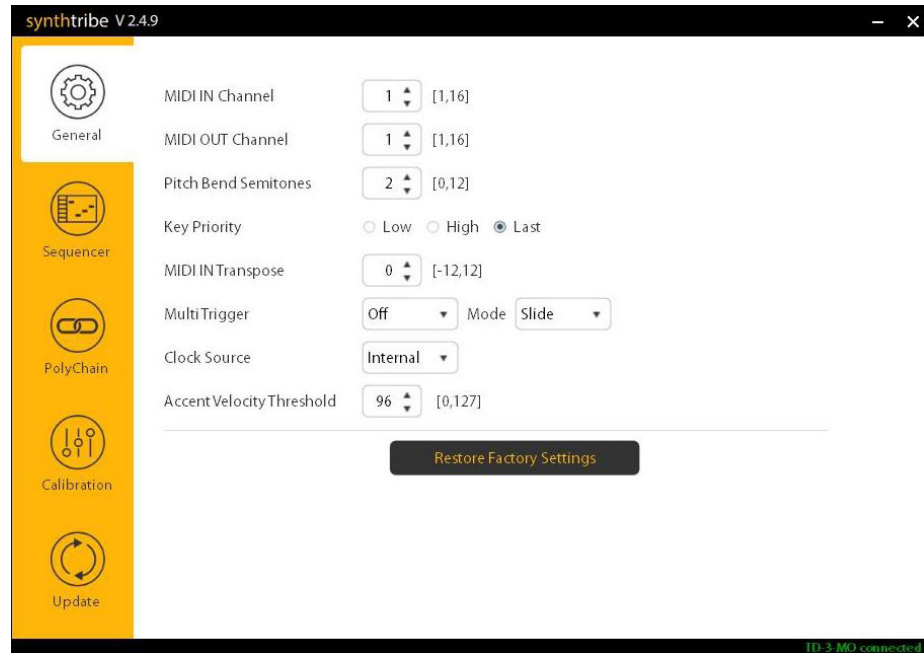 synthtribe V 2.4.9
General
Sequencer
PolyChain
Calibration
Update
MIDI IN Channel 1 [1,16]
MIDI OUT Channel 1 [1,16]
Pitch Bend Semitones 2 [0,12]
Key Priority Low High Last
MIDI IN Transpose 0 [-12,12]
Multi Trigger Off Mode Slide
Clock Source Internal
Accent Velocity Threshold 96 [0,127]
Restore Factory Settings
TD-3-MO connected